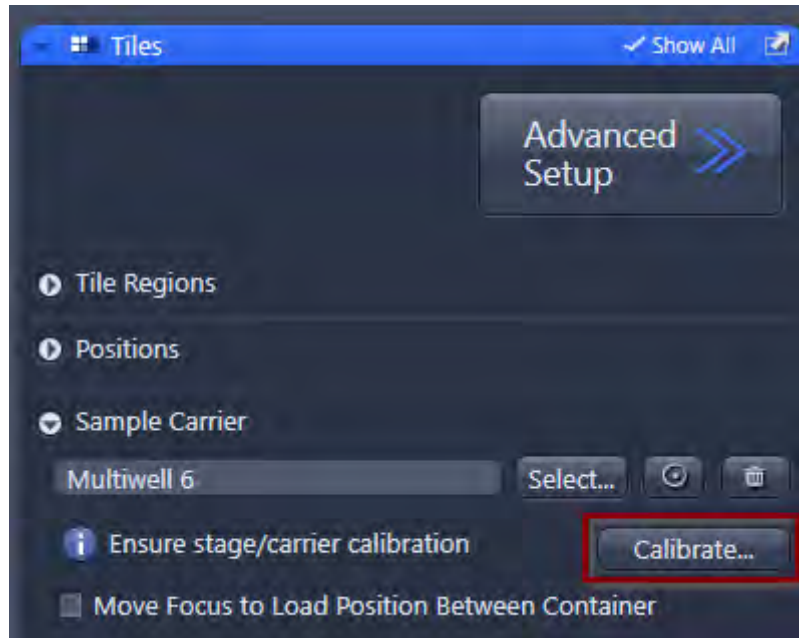 Tiles
Show All
Advanced
Setup
Tile Regions
Positions
Sample Carrier
Multiwell 6
Select...
Ensure stage/carrier calibration
Calibrate...
Move Focus to Load Position Between Container